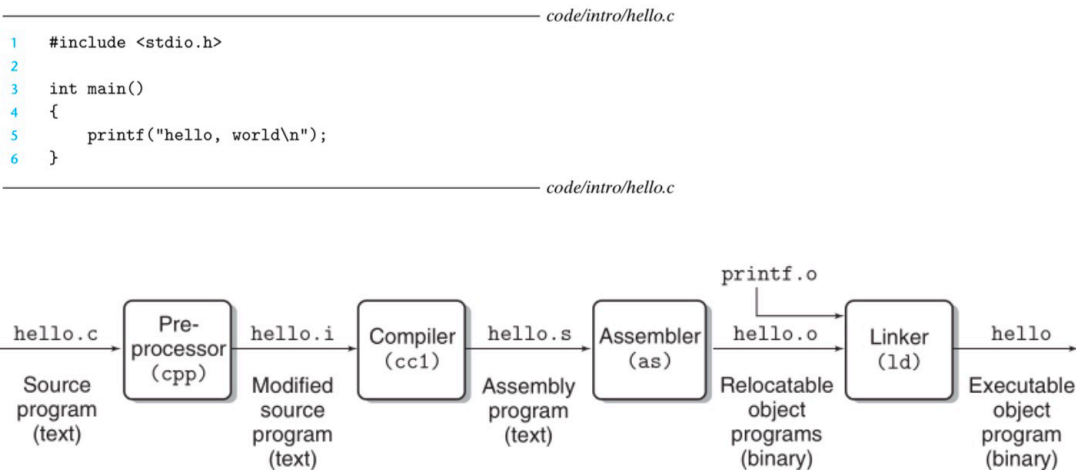 code/intro/hello.c
1 #include <stdio.h>
2
3 int main()
4 {
5 printf("hello, world\n");
6 }
code/intro/hello.c
printf.o
hello.c
Pre-
processor
(cpp)
hello.i
Compiler
(cc1)
hello.s
Assembler
(as)
hello.o
Linker
(ld)
hello
Source
program
(text)
Modified
source
program
(text)
Assembly
program
(text)
Relocatable
object
programs
(binary)
Executable
object
program
(binary)